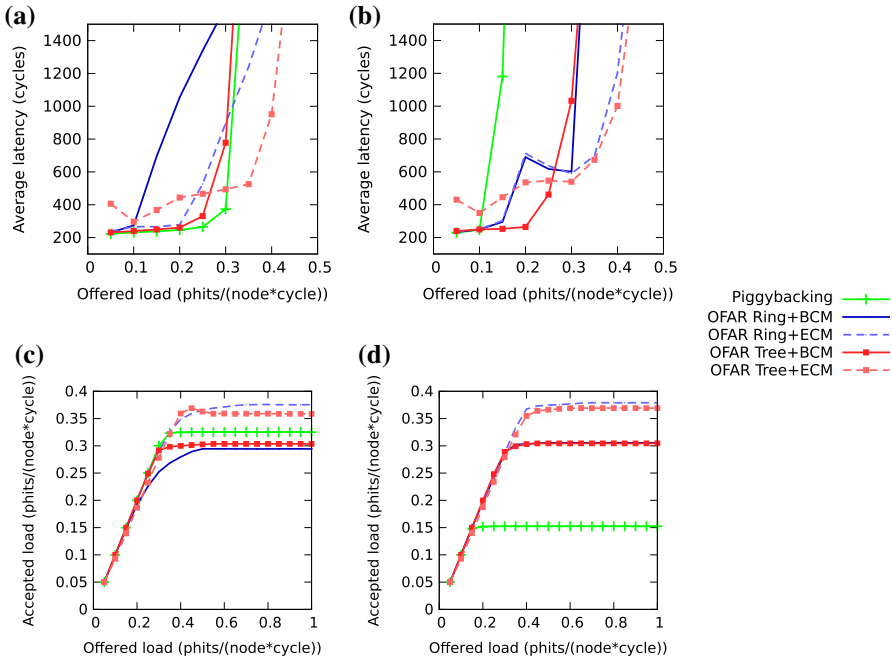 (a)
Average latency (cycles)
1400
1200
1000
800
600
400
200
0 0.1 0.2 0.3 0.4 0.5
Offered load (phits/(node*cycle))
(b)
Average latency (cycles)
1400
1200
1000
800
600
400
200
0 0.1 0.2 0.3 0.4 0.5
Offered load (phits/(node*cycle))
Piggybacking
OFAR Ring+BCM
OFAR Ring+ECM
OFAR Tree+BCM
OFAR Tree+ECM
(c)
Accepted load (phits/(node*cycle))
0.4
0.35
0.3
0.25
0.2
0.15
0.1
0.05
0
0 0.2 0.4 0.6 0.8 1
Offered load (phits/(node*cycle))
(d)
Accepted load (phits/(node*cycle))
0.4
0.35
0.3
0.25
0.2
0.15
0.1
0.05
0
0 0.2 0.4 0.6 0.8 1
Offered load (phits/(node*cycle))